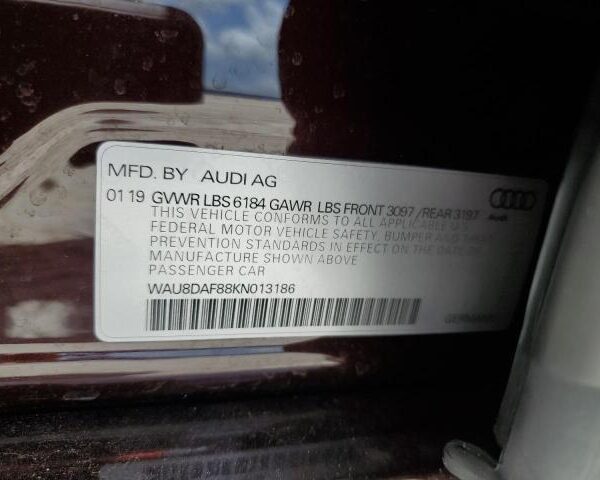 MFD. BY AUDI AG
01 19 GVWR LBS 6184 GAWR LBS FRONT 3097 /REAR 3197
THIS VEHICLE CONFORMS TO ALL APPLICABLE U.S.
FEDERAL MOTOR VEHICLE SAFETY, BUMPER AND THEFT
PREVENTION STANDARDS IN EFFECT ON THE DATE OF
MANUFACTURE SHOWN ABOVE
PASSENGER CAR
WAU8DAF88KN013186
GERMANY
Audi